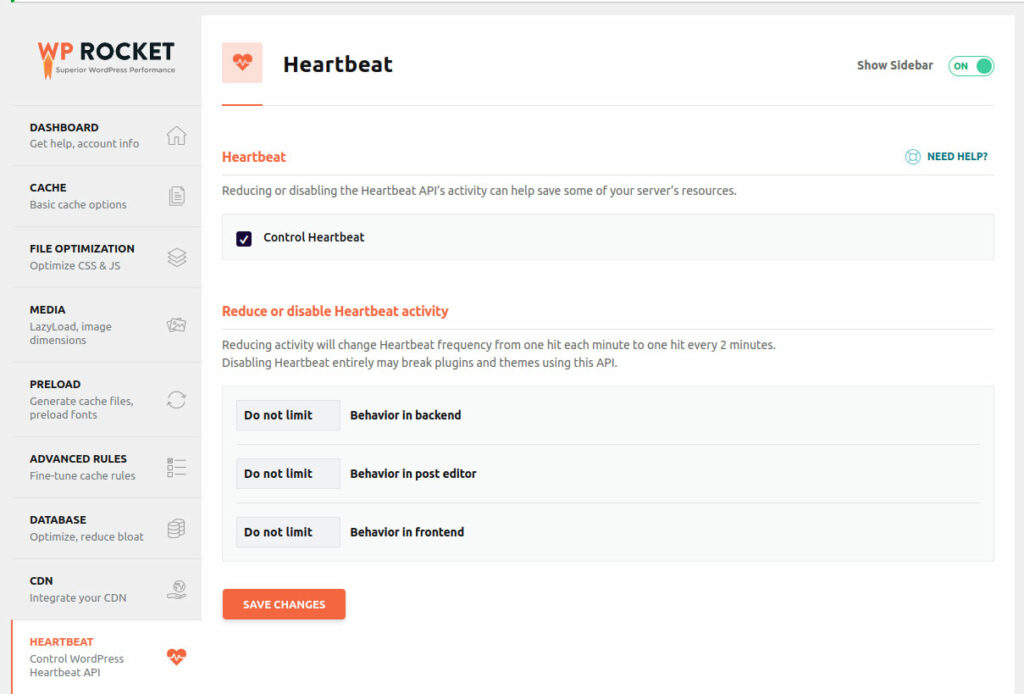 WP ROCKET
Superior WordPress Performance
DASHBOARD
Get help, account info
CACHE
Basic cache options
FILE OPTIMIZATION
Optimize CSS & JS
MEDIA
LazyLoad, image
dimensions
PRELOAD
Generate cache files,
preload fonts
ADVANCED RULES
Fine-tune cache rules
DATABASE
Optimize, reduce bloat
CDN
Integrate your CDN
HEARTBEAT
Control WordPress
Heartbeat API
Heartbeat
Show Sidebar
ON
Heartbeat
NEED HELP?
Reducing or disabling the Heartbeat API's activity can help save some of your server's resources.
Control Heartbeat
Reduce or disable Heartbeat activity
Reducing activity will change Heartbeat frequency from one hit each minute to one hit every 2 minutes.
Disabling Heartbeat entirely may break plugins and themes using this API.
Do not limit Behavior in backend
Do not limit Behavior in post editor
Do not limit Behavior in frontend
SAVE CHANGES